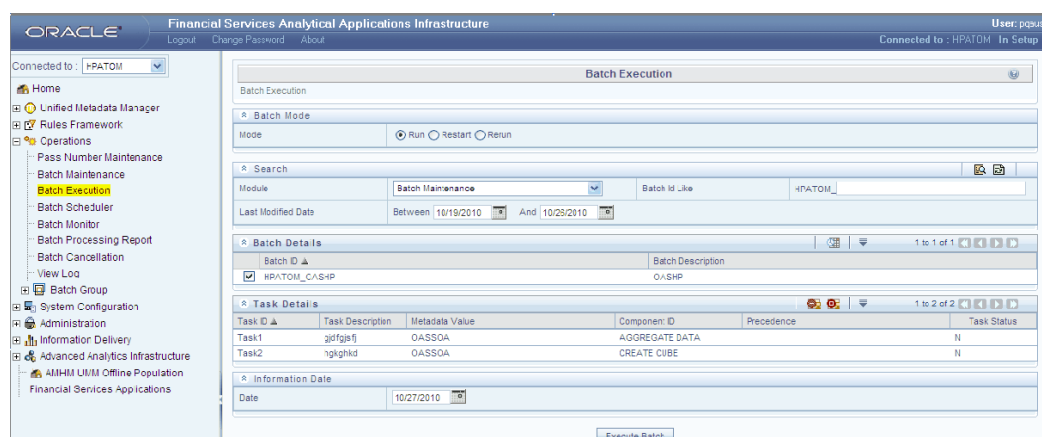 ORACLE
Financial Services Analytical Applications Infrastructure
User: pqaus
Logout Change Password About
Connected to : HPATOM In Setup
Connected to : HPATOM
Home
Unified Metadata Manager
Rules Framework
Operations
Pass Number Maintenance
Batch Maintenance
Batch Execution
Batch Scheduler
Batch Monitor
Batch Processing Report
Batch Cancellation
View Log
Batch Group
System Configuration
Administration
Information Delivery
Advanced Analytics Infrastructure
AMHM UMM Offline Population
Financial Services Applications
Batch Execution
Batch Execution
Batch Mode
Mode Run Restart Rerun
Search
Module Batch Maintenance Batch Id Like HPATOM_
Last Modified Date Between 10/19/2010 And 10/26/2010
Batch Details 1 to 1 of 1
Batch ID Batch Description
HPATOM_CASHP OASHP
Task Details 1 to 2 of 2
Task ID Task Description Metadata Value Component ID Precedence Task Status
Task1 gjdfgjsfj OASSOA AGGREGATE DATA N
Task2 OASSOA CREATE CUBE N
Information Date
Date 10/27/2010
Execute Batch